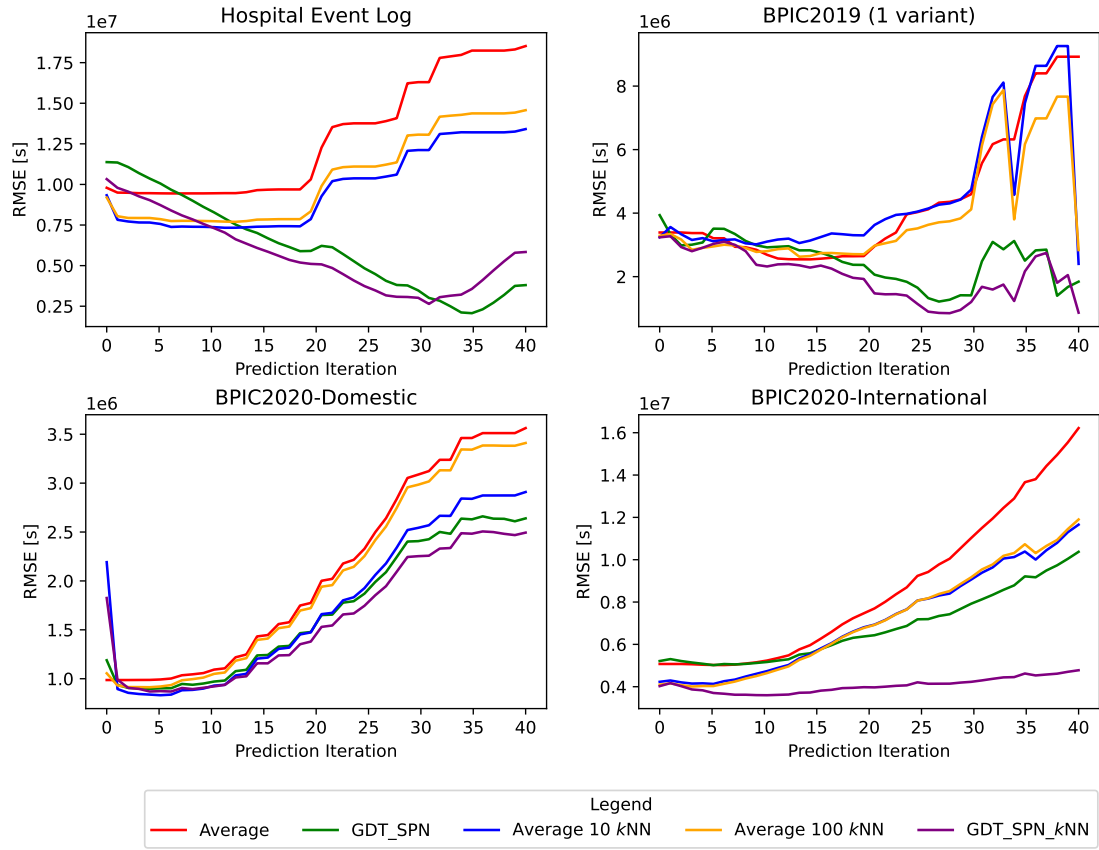 Hospital Event Log
1e7
1.75
1.50
1.25
1.00
0.75
0.50
0.25
RMSE [s]
0 5 10 15 20 25 30 35 40
Prediction Iteration
BPIC2019 (1 variant)
1e6
8
6
4
2
RMSE [s]
0 5 10 15 20 25 30 35 40
Prediction Iteration
BPIC2020-Domestic
1e6
3.5
3.0
2.5
2.0
1.5
1.0
RMSE [s]
0 5 10 15 20 25 30 35 40
Prediction Iteration
BPIC2020-International
1e7
1.6
1.4
1.2
1.0
0.8
0.6
0.4
RMSE [s]
0 5 10 15 20 25 30 35 40
Prediction Iteration
Legend
Average GDT_SPN Average 10 kNN Average 100 kNN GDT_SPN_kNN